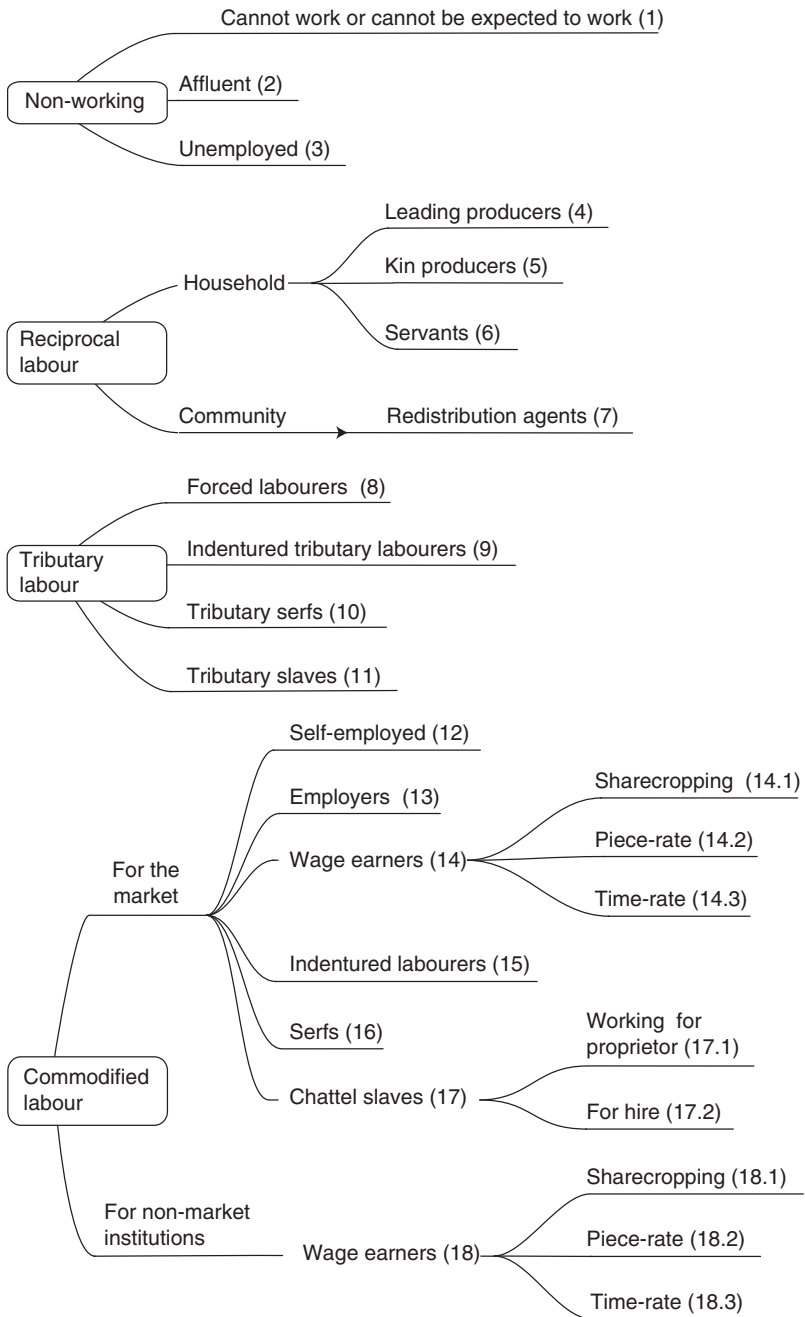 Cannot work or cannot be expected to work (1)
Non-working
Affluent (2)
Unemployed (3)
Leading producers (4)
Household
Kin producers (5)
Servants (6)
Reciprocal
labour
Community
Redistribution agents (7)
Forced labourers (8)
Tributary
labour
Indentured tributary labourers (9)
Tributary serfs (10)
Tributary slaves (11)
Self-employed (12)
Employers (13)
Wage earners (14)
Sharecropping (14.1)
Piece-rate (14.2)
Time-rate (14.3)
For the
market
Indentured labourers (15)
Serfs (16)
Chattel slaves (17)
Working for
proprietor (17.1)
For hire (17.2)
Commodified
labour
For non-market
institutions
Wage earners (18)
Sharecropping (18.1)
Piece-rate (18.2)
Time-rate (18.3)